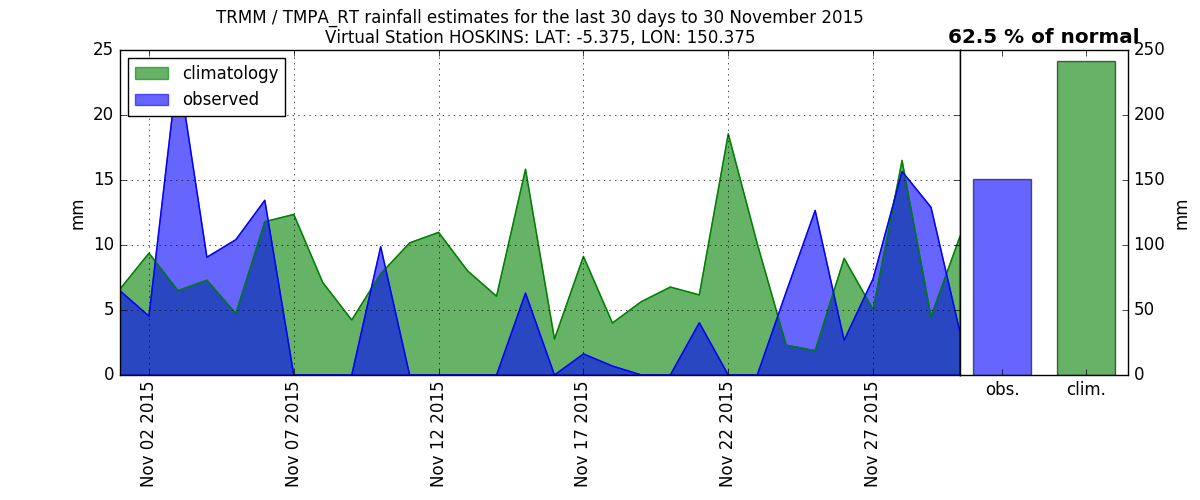 TRMM / TMPA_RT rainfall estimates for the last 30 days to 30 November 2015
Virtual Station HOSKINS: LAT: -5.375, LON: 150.375
62.5 % of normal
climatology
observed
25
20
15
10
5
0
mm
Nov 02 2015
Nov 07 2015
Nov 12 2015
Nov 17 2015
Nov 22 2015
Nov 27 2015
obs.
clim.
250
200
150
100
50
0
mm